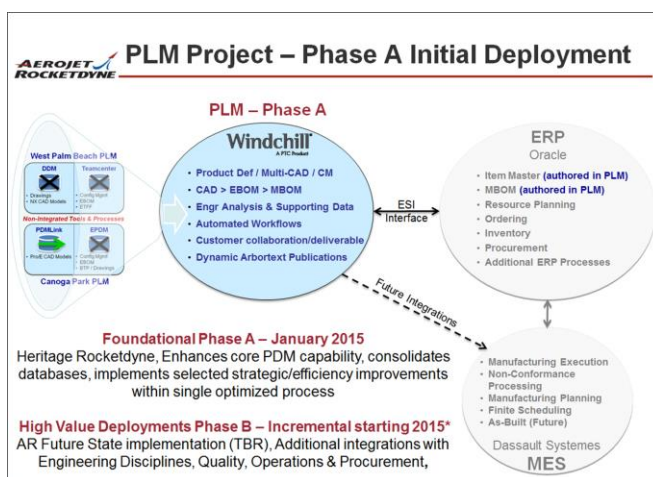 AEROJET
ROCKETDYNE
PLM Project – Phase A Initial Deployment
PLM – Phase A
West Palm Beach PLM
DDM
Drawings
NX CAD Models
Teamcenter
EBOM
Non-Integrated Tools & Processes
PDMLink
Pro/E CAD Models
EPDM
EBOM
Canoga Park PLM
Windchill
A PTC Product
• Product Def / Multi-CAD / CM
• CAD > EBOM > MBOM
• Engr Analysis & Supporting Data
• Automated Workflows
• Customer collaboration/deliverable
• Dynamic Arbortext Publications
ESI
Interface
ERP
Oracle
• Item Master (authored in PLM)
• MBOM (authored in PLM)
• Resource Planning
• Ordering
• Inventory
• Procurement
• Additional ERP Processes
Future Integrations
Foundational Phase A – January 2015
Heritage Rocketdyne, Enhances core PDM capability, consolidates
databases, implements selected strategic/efficiency improvements
within single optimized process
• Manufacturing Execution
• Non-Conformance
Processing
• Manufacturing Planning
• Finite Scheduling
• As-Built (Future)
Dassault Systemes
MES
High Value Deployments Phase B – Incremental starting 2015*
AR Future State implementation (TBR), Additional integrations with
Engineering Disciplines, Quality, Operations & Procurement,